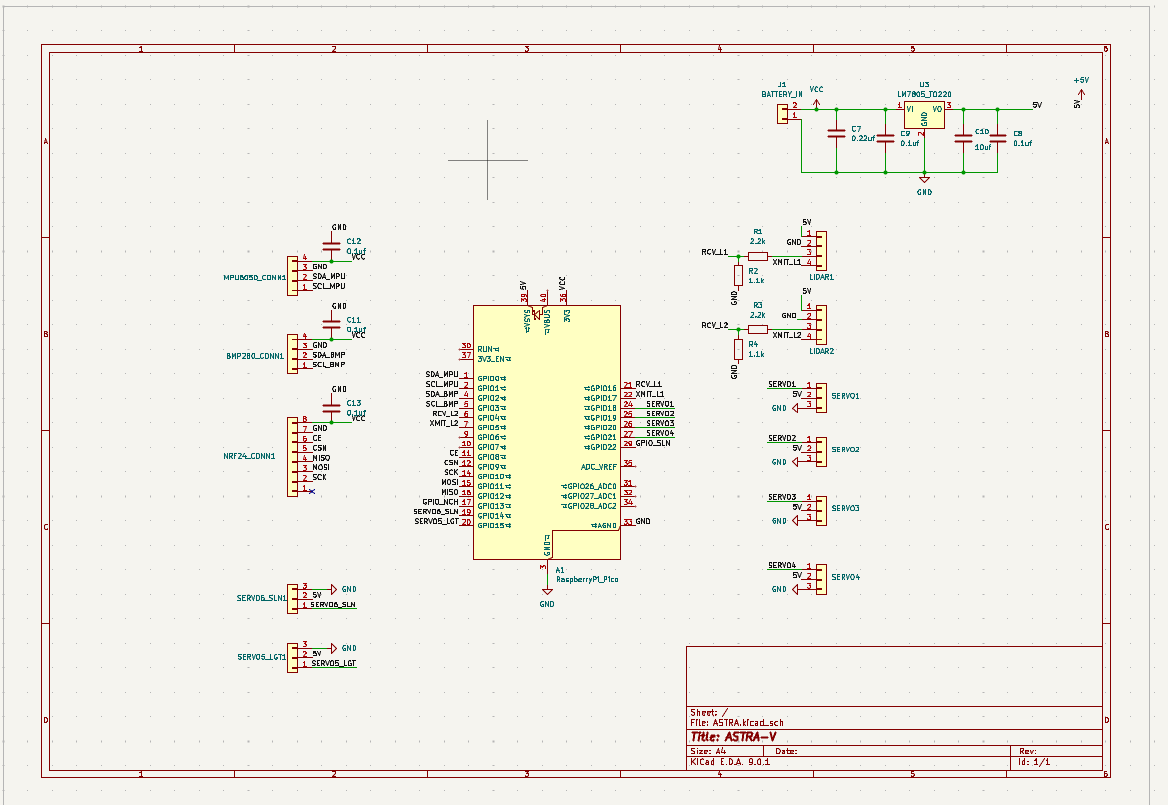 1 2 3 4 5 6
J1
BATTERY_IN
2
1
VCC
C7
0.22uf
C9
0.1uf
U3
LM7805_TO220
1 VI VO 3
GND
2
GND
C10
10uf
C8
0.1uf
5V
+5V
5V
A A
GND
C12
0.1uf
VCC
MPU6050_CONN1
4
3 GND
2 SDA_MPU
1 SCL_MPU
GND
C11
0.1uf
VCC
BMP280_CONN1
4
3 GND
2 SDA_BMP
1 SCL_BMP
GND
C13
0.1uf
VCC
NRF24_CONN1
8
7 GND
6 CE
5 CSN
4 MISO
3 MOSI
2 SCK
1
SERVO6_SLN1
3 GND
2 5V
1 SERVO6_SLN
SERVO5_LGT1
3 GND
2 5V
1 SERVO5_LGT
B B
5V
VCC
39 40 36
VSYS VBUS 3V3
30 RUN
37 3V3_EN
SDA_MPU 1 GPIO0
SCL_MPU 2 GPIO1
SDA_BMP 4 GPIO2
SCL_BMP 5 GPIO3
RCV_L2 6 GPIO4
XMIT_L2 7 GPIO5
9 GPIO6
10 GPIO7
CE 11 GPIO8
CSN 12 GPIO9
SCK 14 GPIO10
MOSI 15 GPIO11
MISO 16 GPIO12
GPIO_NCH 17 GPIO13
SERVO6_SLN 19 GPIO14
SERVO5_LGT 20 GPIO15
GPIO16 21 RCV_L1
GPIO17 22 XMIT_L1
GPIO18 24 SERVO1
GPIO19 25 SERVO2
GPIO20 26 SERVO3
GPIO21 27 SERVO4
GPIO22 29 GPIO_SLN
ADC_VREF 35
GPIO26_ADC0 31
GPIO27_ADC1 32
GPIO28_ADC2 34
AGND 33 GND
GND
3
A1
RaspberryPi_Pico
GND
RCV_L1
R1
2.2k
R2
1.1k
GND
5V
1
GND 2
3
XMIT_L1 4
LIDAR1
RCV_L2
R3
2.2k
R4
1.1k
GND
5V
1
GND 2
3
XMIT_L2 4
LIDAR2
SERVO1 1
5V 2
GND 3
SERVO1
SERVO2 1
5V 2
GND 3
SERVO2
SERVO3 1
5V 2
GND 3
SERVO3
SERVO4 1
5V 2
GND 3
SERVO4
C C
D D
Sheet: /
File: ASTRA.kicad_sch
Title: ASTRA-V
Size: A4 Date: Rev:
KiCad E.D.A. 9.0.1 Id: 1/1
1 2 3 4 5 6